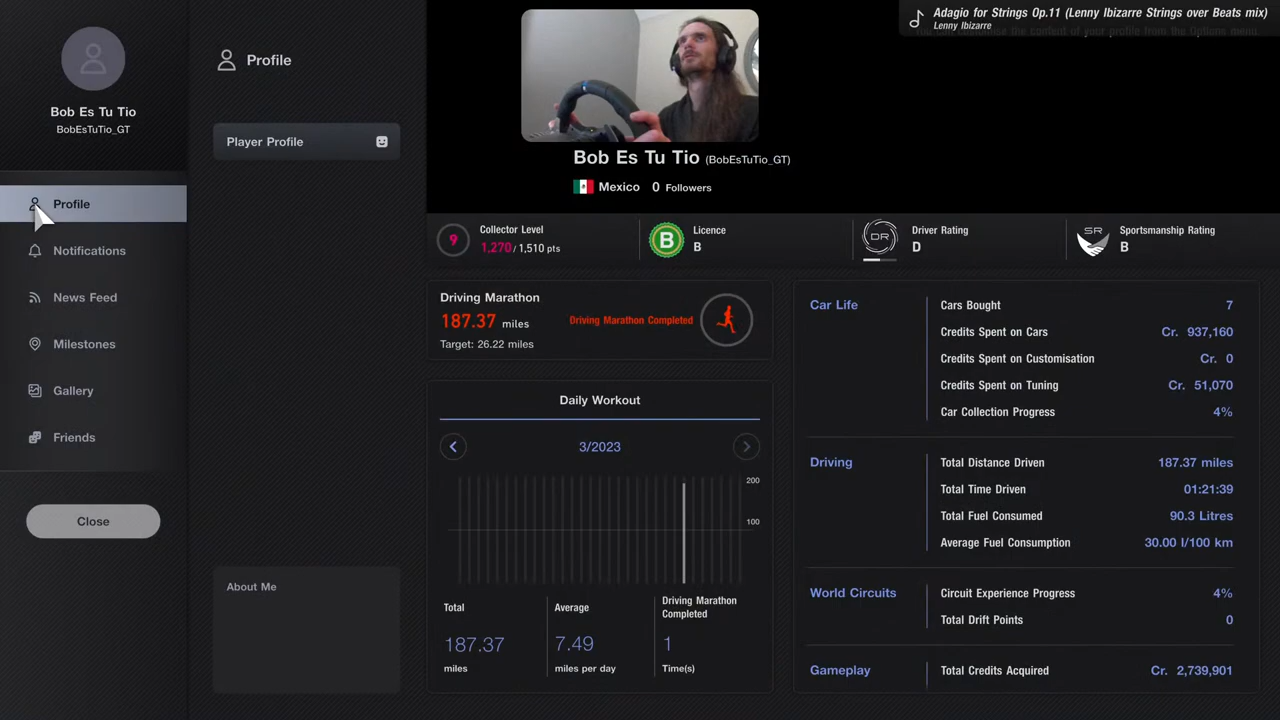 Adagio for Strings Op.11 (Lenny Ibizarre Strings over Beats mix)
Lenny Ibizarre
Bob Es Tu Tio
BobEsTuTio_GT
Profile
Notifications
News Feed
Milestones
Gallery
Friends
Close
Profile
Player Profile
About Me
Bob Es Tu Tio (BobEsTuTio_GT)
Mexico 0 Followers
9
Collector Level
1,270 / 1,510 pts
B
Licence
B
DR
Driver Rating
D
SR
Sportsmanship Rating
B
Driving Marathon
187.37 miles
Target: 26.22 miles
Driving Marathon Completed
Daily Workout
3/2023
200
100
Total
187.37
miles
Average
7.49
miles per day
Driving Marathon
Completed
1
Time(s)
Car Life
Cars Bought 7
Credits Spent on Cars Cr. 937,160
Credits Spent on Customisation Cr. 0
Credits Spent on Tuning Cr. 51,070
Car Collection Progress 4%
Driving
Total Distance Driven 187.37 miles
Total Time Driven 01:21:39
Total Fuel Consumed 90.3 Litres
Average Fuel Consumption 30.00 l/100 km
World Circuits
Circuit Experience Progress 4%
Total Drift Points 0
Gameplay
Total Credits Acquired Cr. 2,739,901